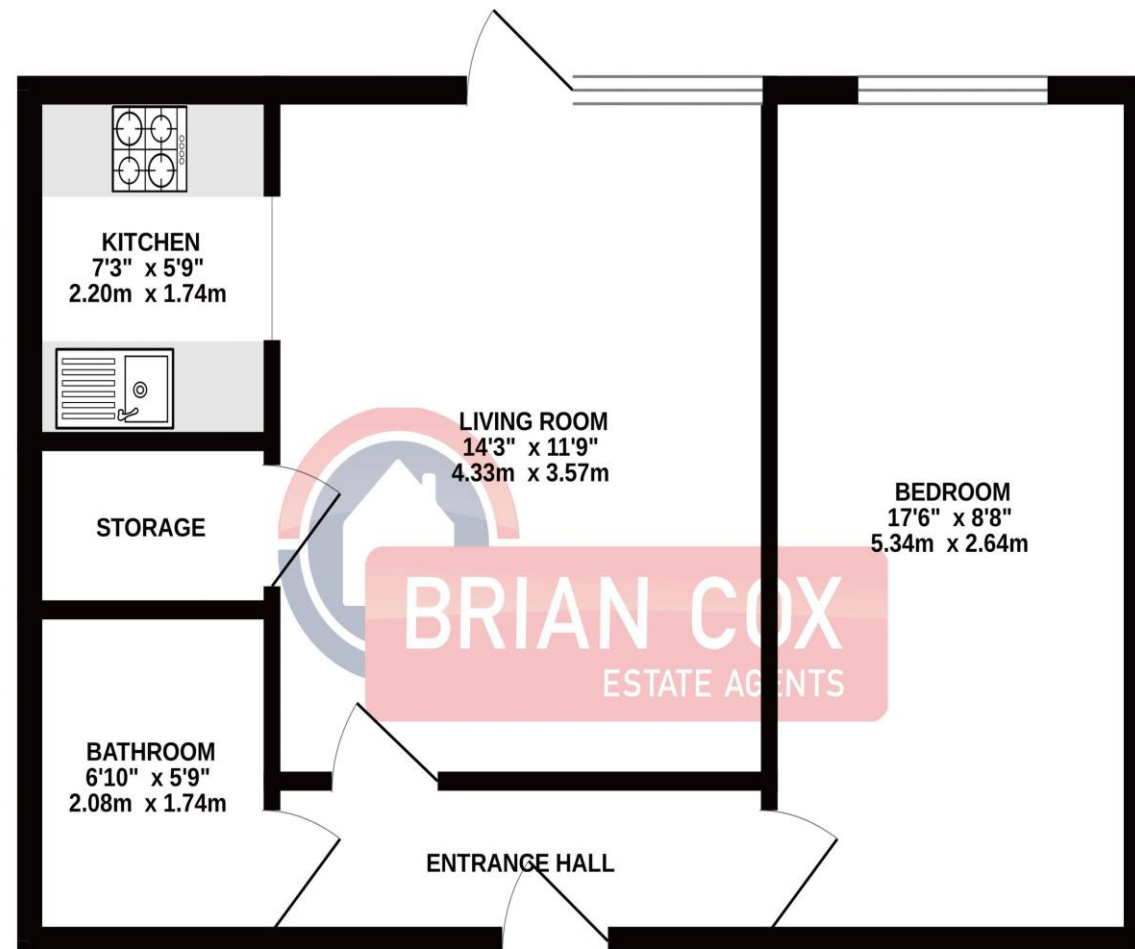 KITCHEN
7'3" x 5'9"
2.20m x 1.74m
LIVING ROOM
14'3" x 11'9"
4.33m x 3.57m
BEDROOM
17'6" x 8'8"
5.34m x 2.64m
STORAGE
BRIAN COX
ESTATE AGENTS
BATHROOM
6'10" x 5'9"
2.08m x 1.74m
ENTRANCE HALL